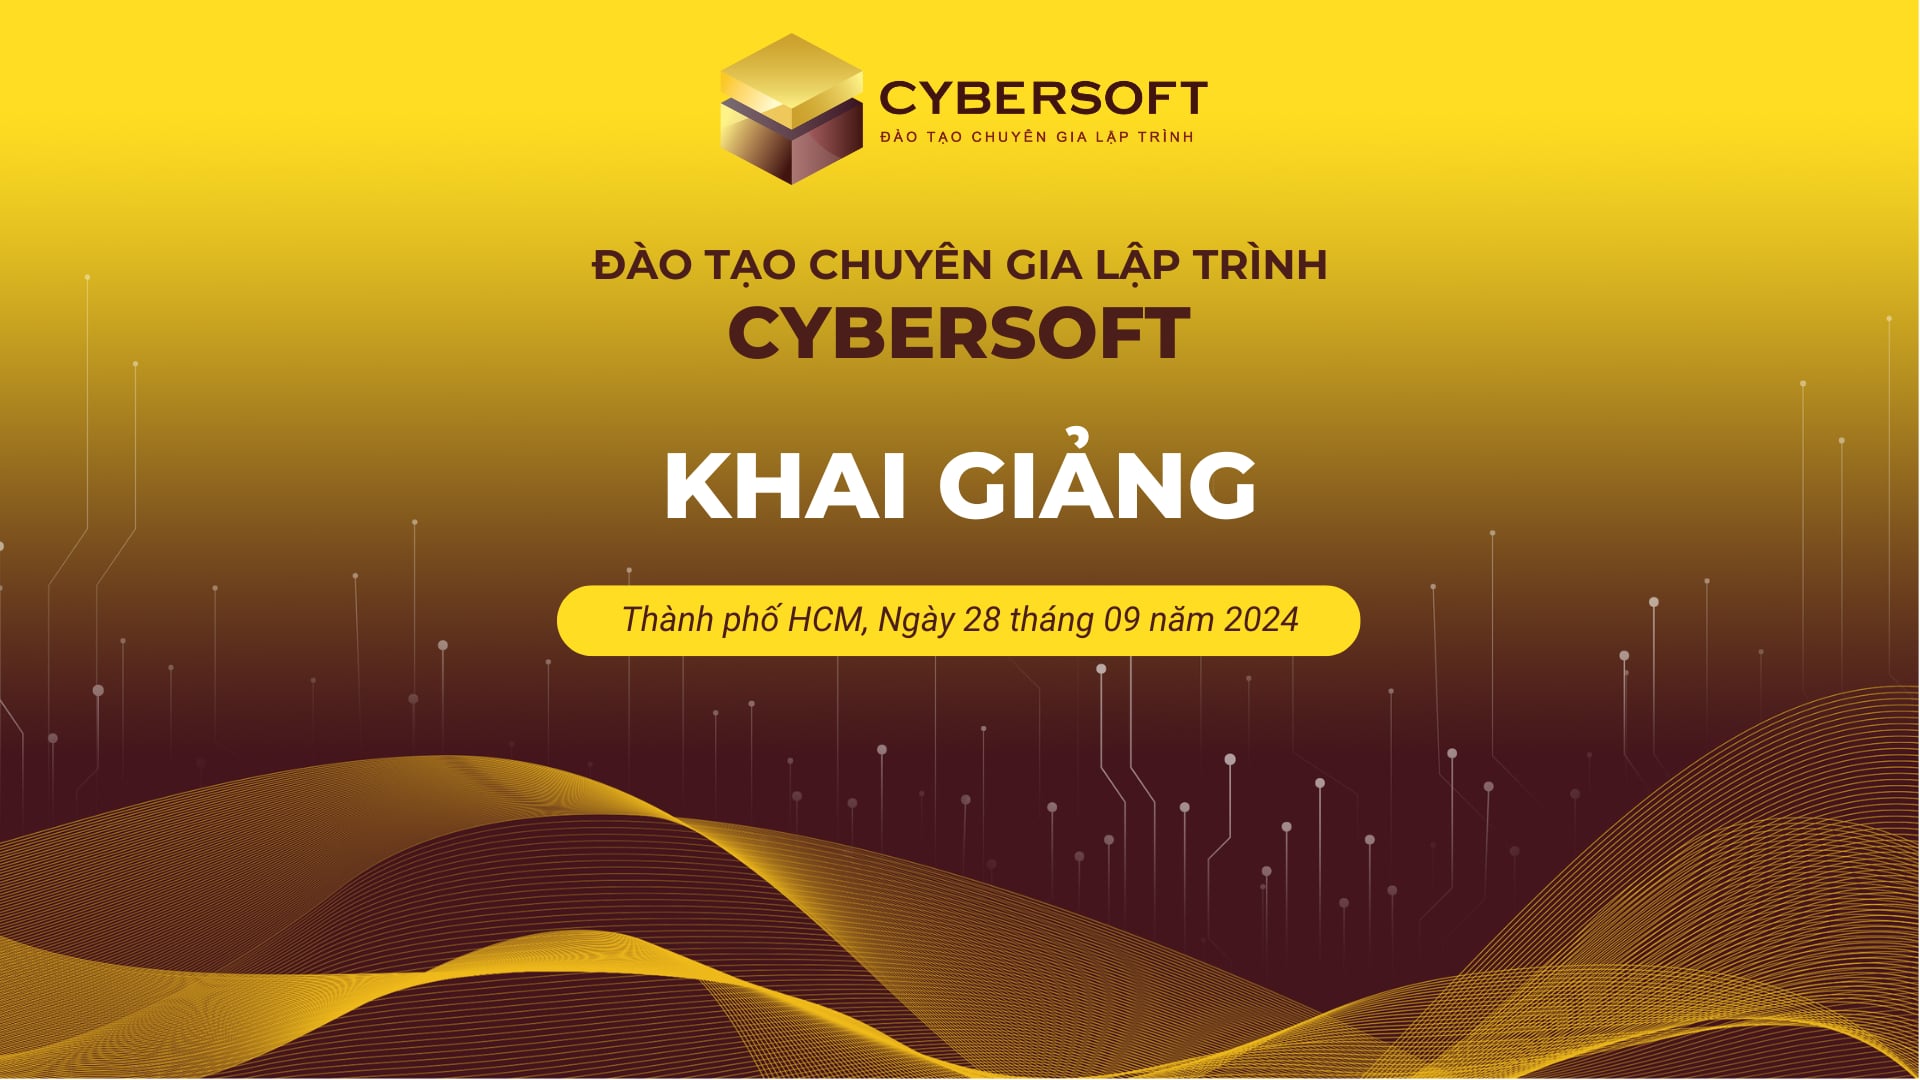 CYBERSOFT
ĐÀO TẠO CHUYÊN GIA LẬP TRÌNH
ĐÀO TẠO CHUYÊN GIA LẬP TRÌNH
CYBERSOFT
KHAI GIẢNG
Thành phố HCM, Ngày 28 tháng 09 năm 2024